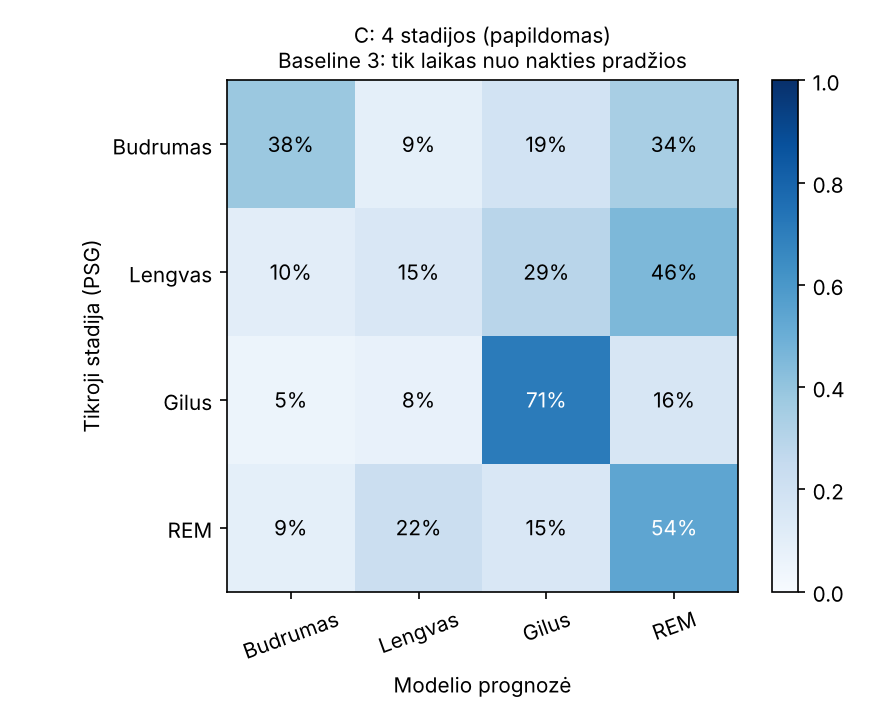 C: 4 stadijos (papildomas)
Baseline 3: tik laikas nuo nakties pradžios
Tikroji stadija (PSG)
Budrumas 38% 9% 19% 34%
Lengvas 10% 15% 29% 46%
Gilus 5% 8% 71% 16%
REM 9% 22% 15% 54%
Budrumas Lengvas Gilus REM
Modelio prognozė
1.0
0.8
0.6
0.4
0.2
0.0